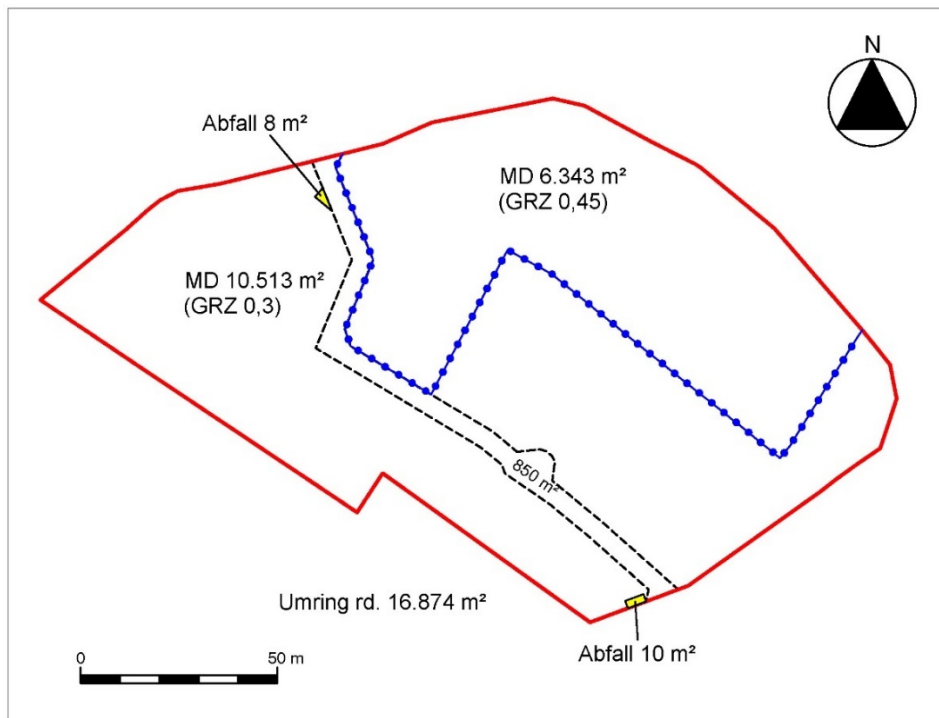 N
Abfall 8 m²
MD 6.343 m²
(GRZ 0,45)
MD 10.513 m²
(GRZ 0,3)
850 m²
Umring rd. 16.874 m²
Abfall 10 m²
0 50 m